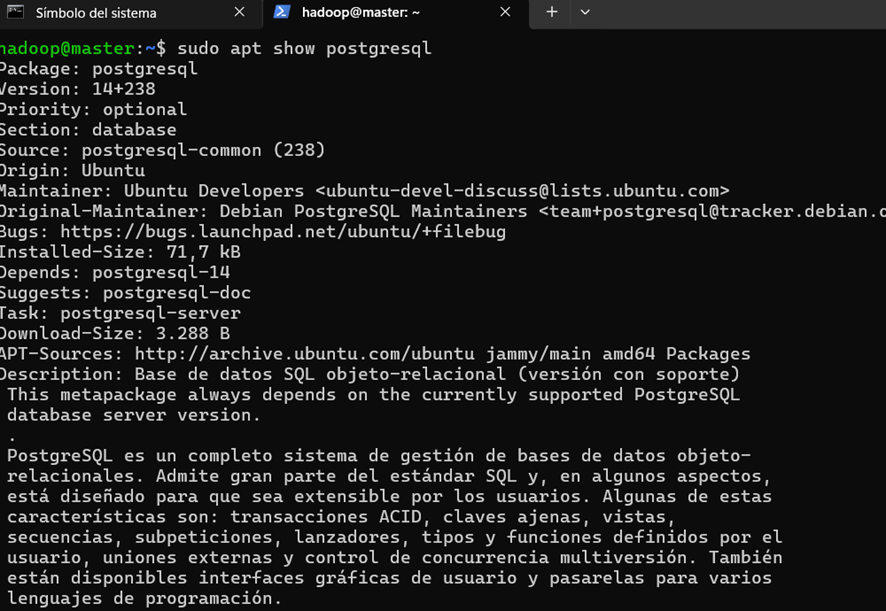 Símbolo del sistema
hadoop@master: ~
hadoop@master:~$ sudo apt show postgresql
Package: postgresql
Version: 14+238
Priority: optional
Section: database
Source: postgresql-common (238)
Origin: Ubuntu
Maintainer: Ubuntu Developers <ubuntu-devel-discuss@lists.ubuntu.com>
Original-Maintainer: Debian PostgreSQL Maintainers <team+postgresql@tracker.debian.o
Bugs: https://bugs.launchpad.net/ubuntu/+filebug
Installed-Size: 71,7 kB
Depends: postgresql-14
Suggests: postgresql-doc
Task: postgresql-server
Download-Size: 3.288 B
APT-Sources: http://archive.ubuntu.com/ubuntu jammy/main amd64 Packages
Description: Base de datos SQL objeto-relacional (versión con soporte)
This metapackage always depends on the currently supported PostgreSQL
database server version.
.
PostgreSQL es un completo sistema de gestión de bases de datos objeto-
relacionales. Admite gran parte del estándar SQL y, en algunos aspectos,
está diseñado para que sea extensible por los usuarios. Algunas de estas
características son: transacciones ACID, claves ajenas, vistas,
secuencias, subpeticiones, lanzadores, tipos y funciones definidos por el
usuario, uniones externas y control de concurrencia multiversión. También
están disponibles interfaces gráficas de usuario y pasarelas para varios
lenguajes de programación.